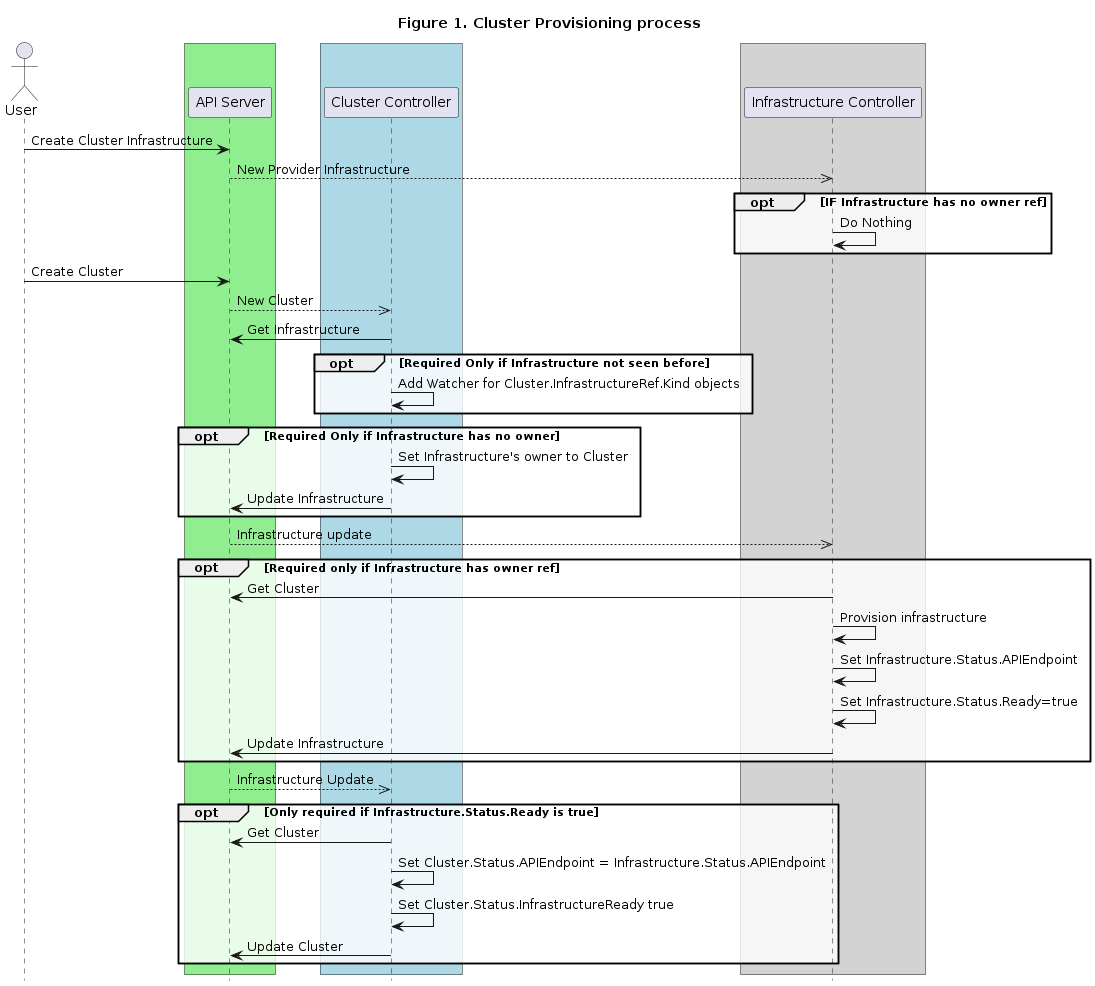 Figure 1. Cluster Provisioning process
User
API Server
Cluster Controller
Infrastructure Controller
Create Cluster Infrastructure
New Provider Infrastructure
opt [IF Infrastructure has no owner ref]
Do Nothing
Create Cluster
New Cluster
Get Infrastructure
opt [Required Only if Infrastructure not seen before]
Add Watcher for Cluster.InfrastructureRef.Kind objects
opt [Required Only if Infrastructure has no owner]
Set Infrastructure's owner to Cluster
Update Infrastructure
Infrastructure update
opt [Required only if Infrastructure has owner ref]
Get Cluster
Provision infrastructure
Set Infrastructure.Status.APIEndpoint
Set Infrastructure.Status.Ready=true
Update Infrastructure
Infrastructure Update
opt [Only required if Infrastructure.Status.Ready is true]
Get Cluster
Set Cluster.Status.APIEndpoint = Infrastructure.Status.APIEndpoint
Set Cluster.Status.InfrastructureReady true
Update Cluster